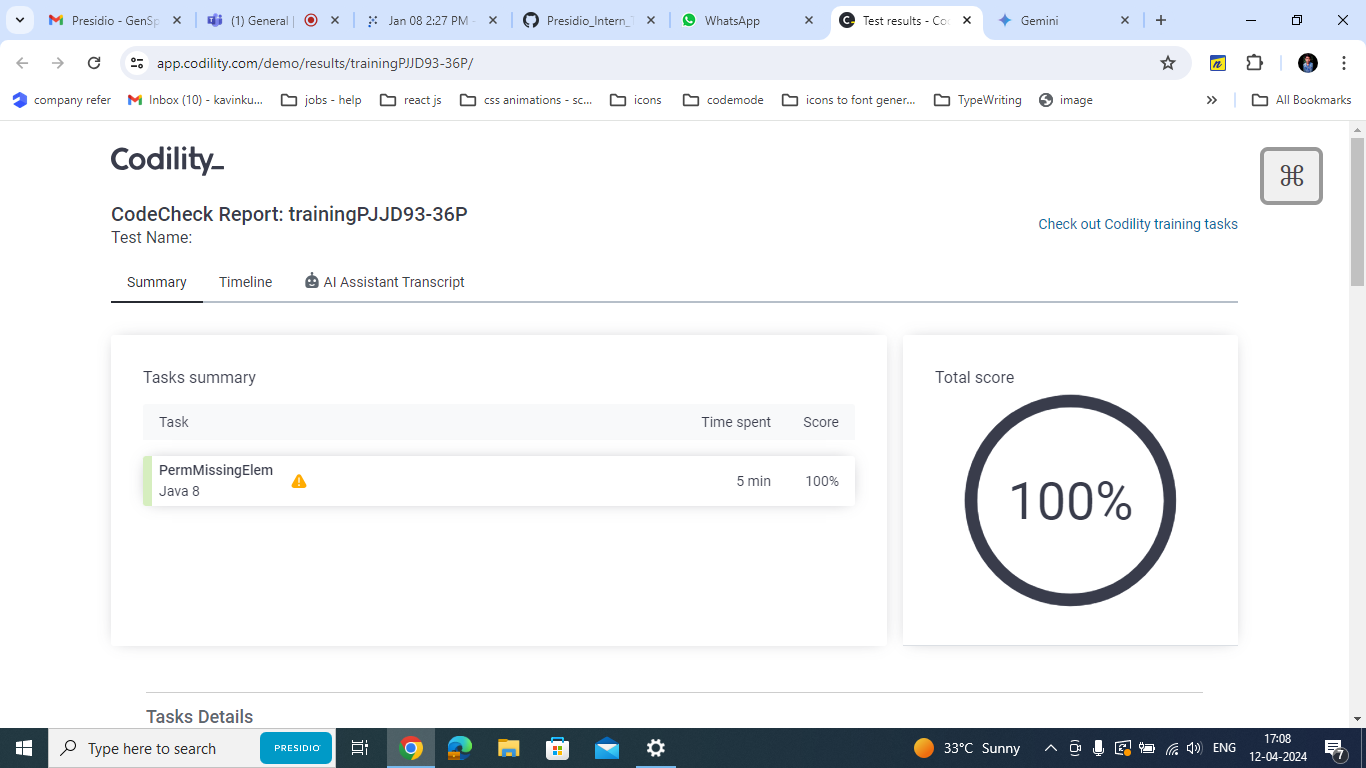 Presidio - GenSp
(1) General |
Jan 08 2:27 PM -
Presidio_Intern_T
WhatsApp
Test results - Co
Gemini
app.codility.com/demo/results/trainingPJJD93-36P/
company refer
Inbox (10) - kavinku...
jobs - help
react js
css animations - sc...
icons
codemode
icons to font gener...
TypeWriting
image
All Bookmarks
Codility_
CodeCheck Report: trainingPJJD93-36P
Test Name:
Check out Codility training tasks
Summary
Timeline
AI Assistant Transcript
Tasks summary
Task
Time spent
Score
PermMissingElem
Java 8
5 min
100%
Total score
100%
Tasks Details
Type here to search
PRESIDIO
33°C Sunny
ENG
17:08
12-04-2024
7